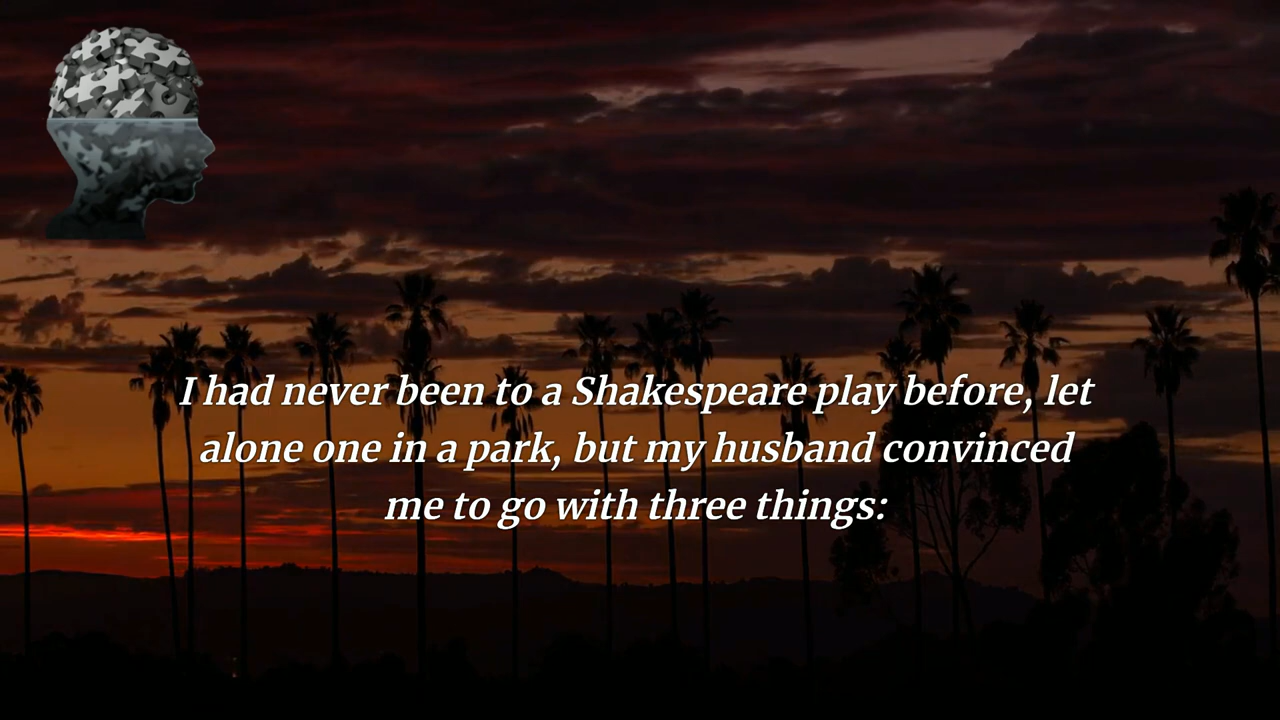 I had never been to a Shakespeare play before, let
alone one in a park, but my husband convinced
me to go with three things: